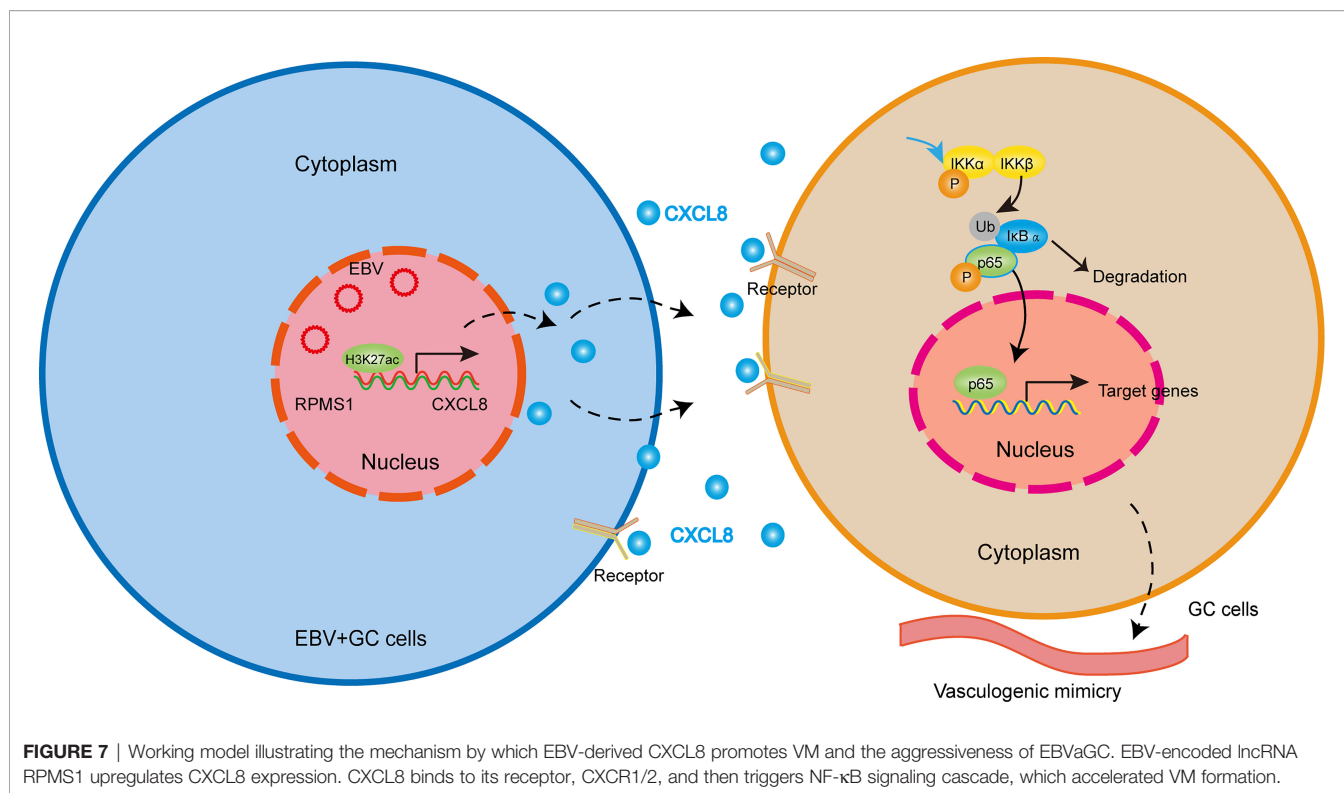 Cytoplasm
EBV
H3K27ac
RPMS1
CXCL8
Nucleus
EBV+GC cells
CXCL8
CXCL8
Receptor
Receptor
IKKα
IKKβ
P
Ub
IκB α
p65
P
Degradation
p65
Target genes
Nucleus
Cytoplasm
GC cells
Vasculogenic mimicry
FIGURE 7 | Working model illustrating the mechanism by which EBV-derived CXCL8 promotes VM and the aggressiveness of EBVaGC. EBV-encoded lncRNA
RPMS1 upregulates CXCL8 expression. CXCL8 binds to its receptor, CXCR1/2, and then triggers NF-κB signaling cascade, which accelerated VM formation.